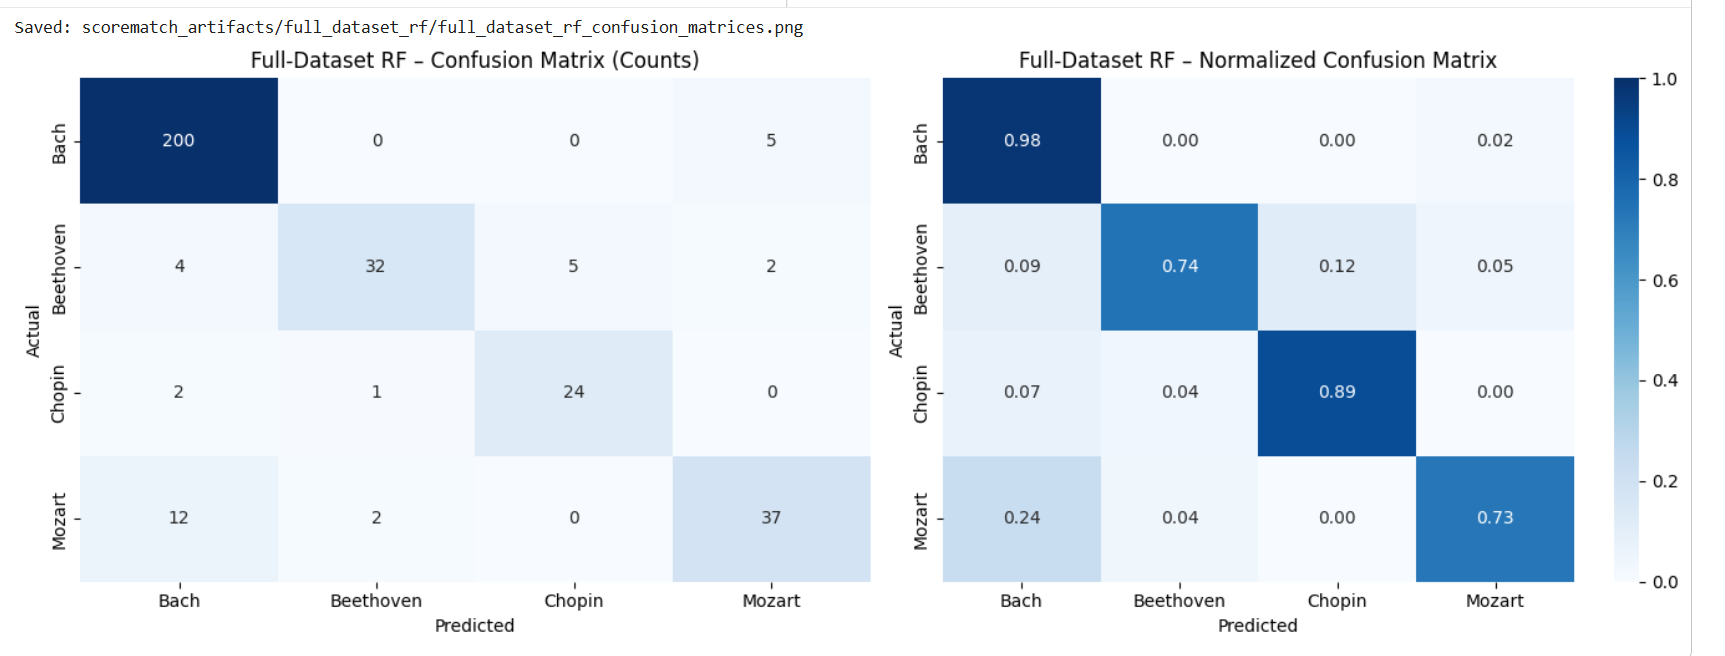 Saved: scorematch_artifacts/full_dataset_rf/full_dataset_rf_confusion_matrices.png
Full-Dataset RF – Confusion Matrix (Counts)
Bach 200 0 0 5
Beethoven 4 32 5 2
Chopin 2 1 24 0
Mozart 12 2 0 37
Actual
Bach Beethoven Chopin Mozart
Predicted
Full-Dataset RF – Normalized Confusion Matrix
Bach 0.98 0.00 0.00 0.02
Beethoven 0.09 0.74 0.12 0.05
Chopin 0.07 0.04 0.89 0.00
Mozart 0.24 0.04 0.00 0.73
Actual
Bach Beethoven Chopin Mozart
Predicted
1.0
0.8
0.6
0.4
0.2
0.0